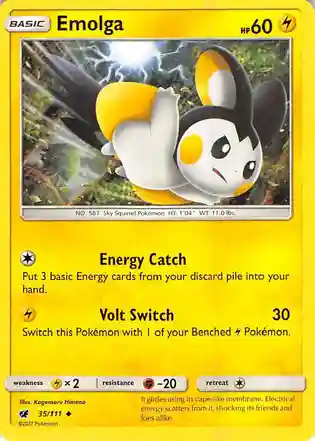 BASIC Emolga HP60
NO. 587 Sky Squirrel Pokémon HT: 1'04" WT: 11.0 lbs.
Energy Catch
Put 3 basic Energy cards from your discard pile into your
hand.
Volt Switch 30
Switch this Pokémon with 1 of your Benched Pokémon.
weakness ×2 resistance -20 retreat
Illus. Kagemaru Himeno
35/111
©2017 Pokémon
It glides using its cape-like membrane. Electrical
energy scatters from it, shocking its friends and
foes alike.